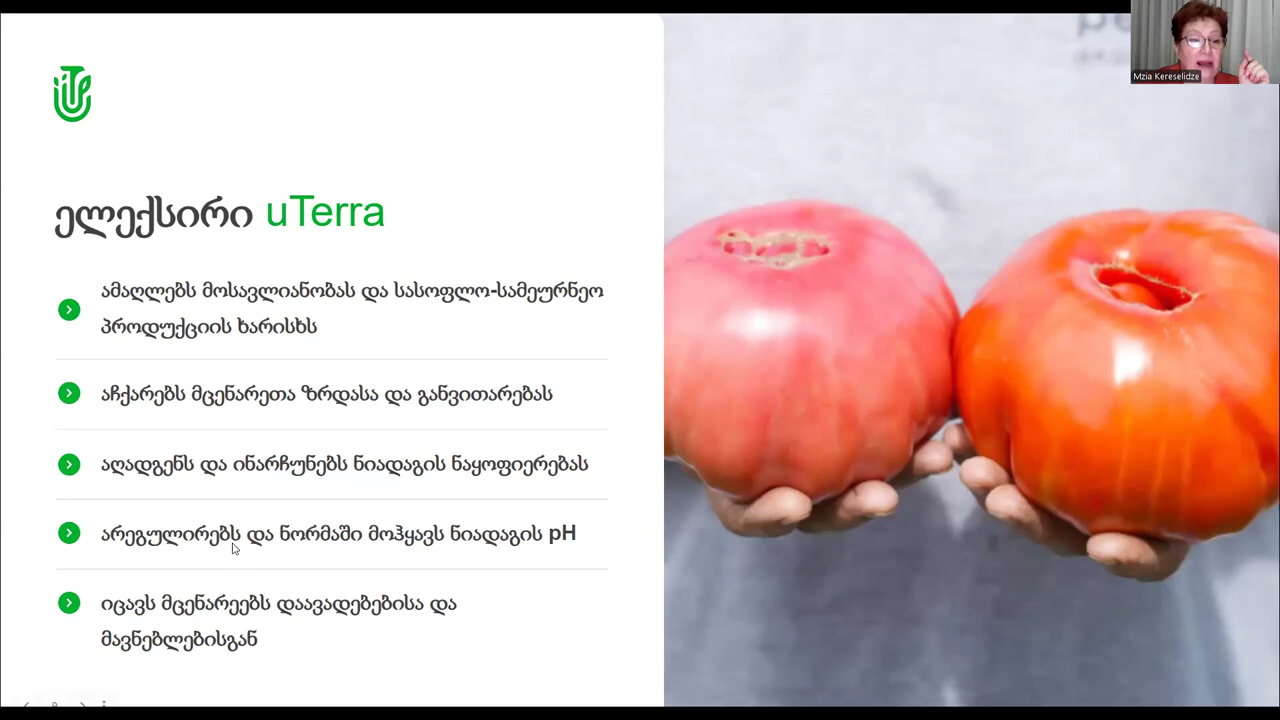 Mzia Kereselidze
ელექსირი uTerra
ამაღლებს მოსავლიანობას და სასოფლო-სამეურნეო
პროდუქციის ხარისხს
აჩქარებს მცენარეთა ზრდასა და განვითარებას
აღადგენს და ინარჩუნებს ნიადაგის ნაყოფიერებას
არეგულირებს და ნორმაში მოჰყავს ნიადაგის pH
იცავს მცენარეებს დაავადებებისა და
მავნებლებისგან